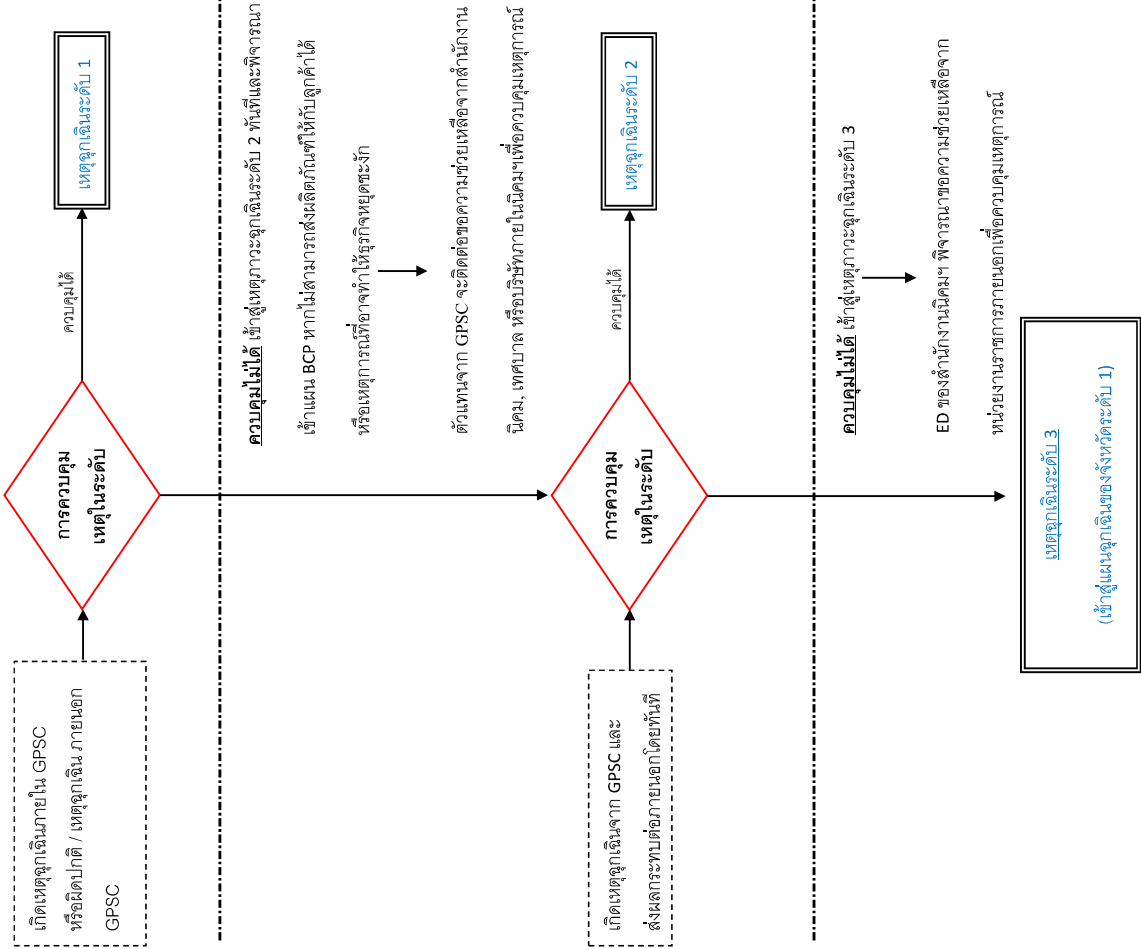 เกิดเหตุฉุกเฉินภายใน GPSC
หรือผิดปกติ / เหตุฉุกเฉิน ภายนอก
GPSC
การควบคุม
เหตุในระดับ
ควบคุมได้
เหตุฉุกเฉินระดับ 1
ควบคุมไม่ได้ เข้าสู่เหตุภาวะฉุกเฉินระดับ 2 ทันทีและพิจารณา
เข้าแผน BCP หากไม่สามารถส่งผลิตภัณฑ์ให้กับลูกค้าได้
หรือเหตุการณ์ที่อาจทำให้ธุรกิจหยุดชะงัก
ตัวแทนจาก GPSC จะติดต่อขอความช่วยเหลือจากสำนักงาน
นิคม, เทศบาล หรือบริษัทภายในนิคมฯเพื่อควบคุมเหตุการณ์
เกิดเหตุฉุกเฉินจาก GPSC และ
ส่งผลกระทบต่อภายนอกโดยทันที
การควบคุม
เหตุในระดับ
ควบคุมได้
เหตุฉุกเฉินระดับ 2
ควบคุมไม่ได้ เข้าสู่เหตุภาวะฉุกเฉินระดับ 3
ED ของสำนักงานนิคมฯ พิจารณาขอความช่วยเหลือจาก
หน่วยงานราชการภายนอกเพื่อควบคุมเหตุการณ์
เหตุฉุกเฉินระดับ 3
(เข้าสู่แผนฉุกเฉินของจังหวัดระดับ 1)